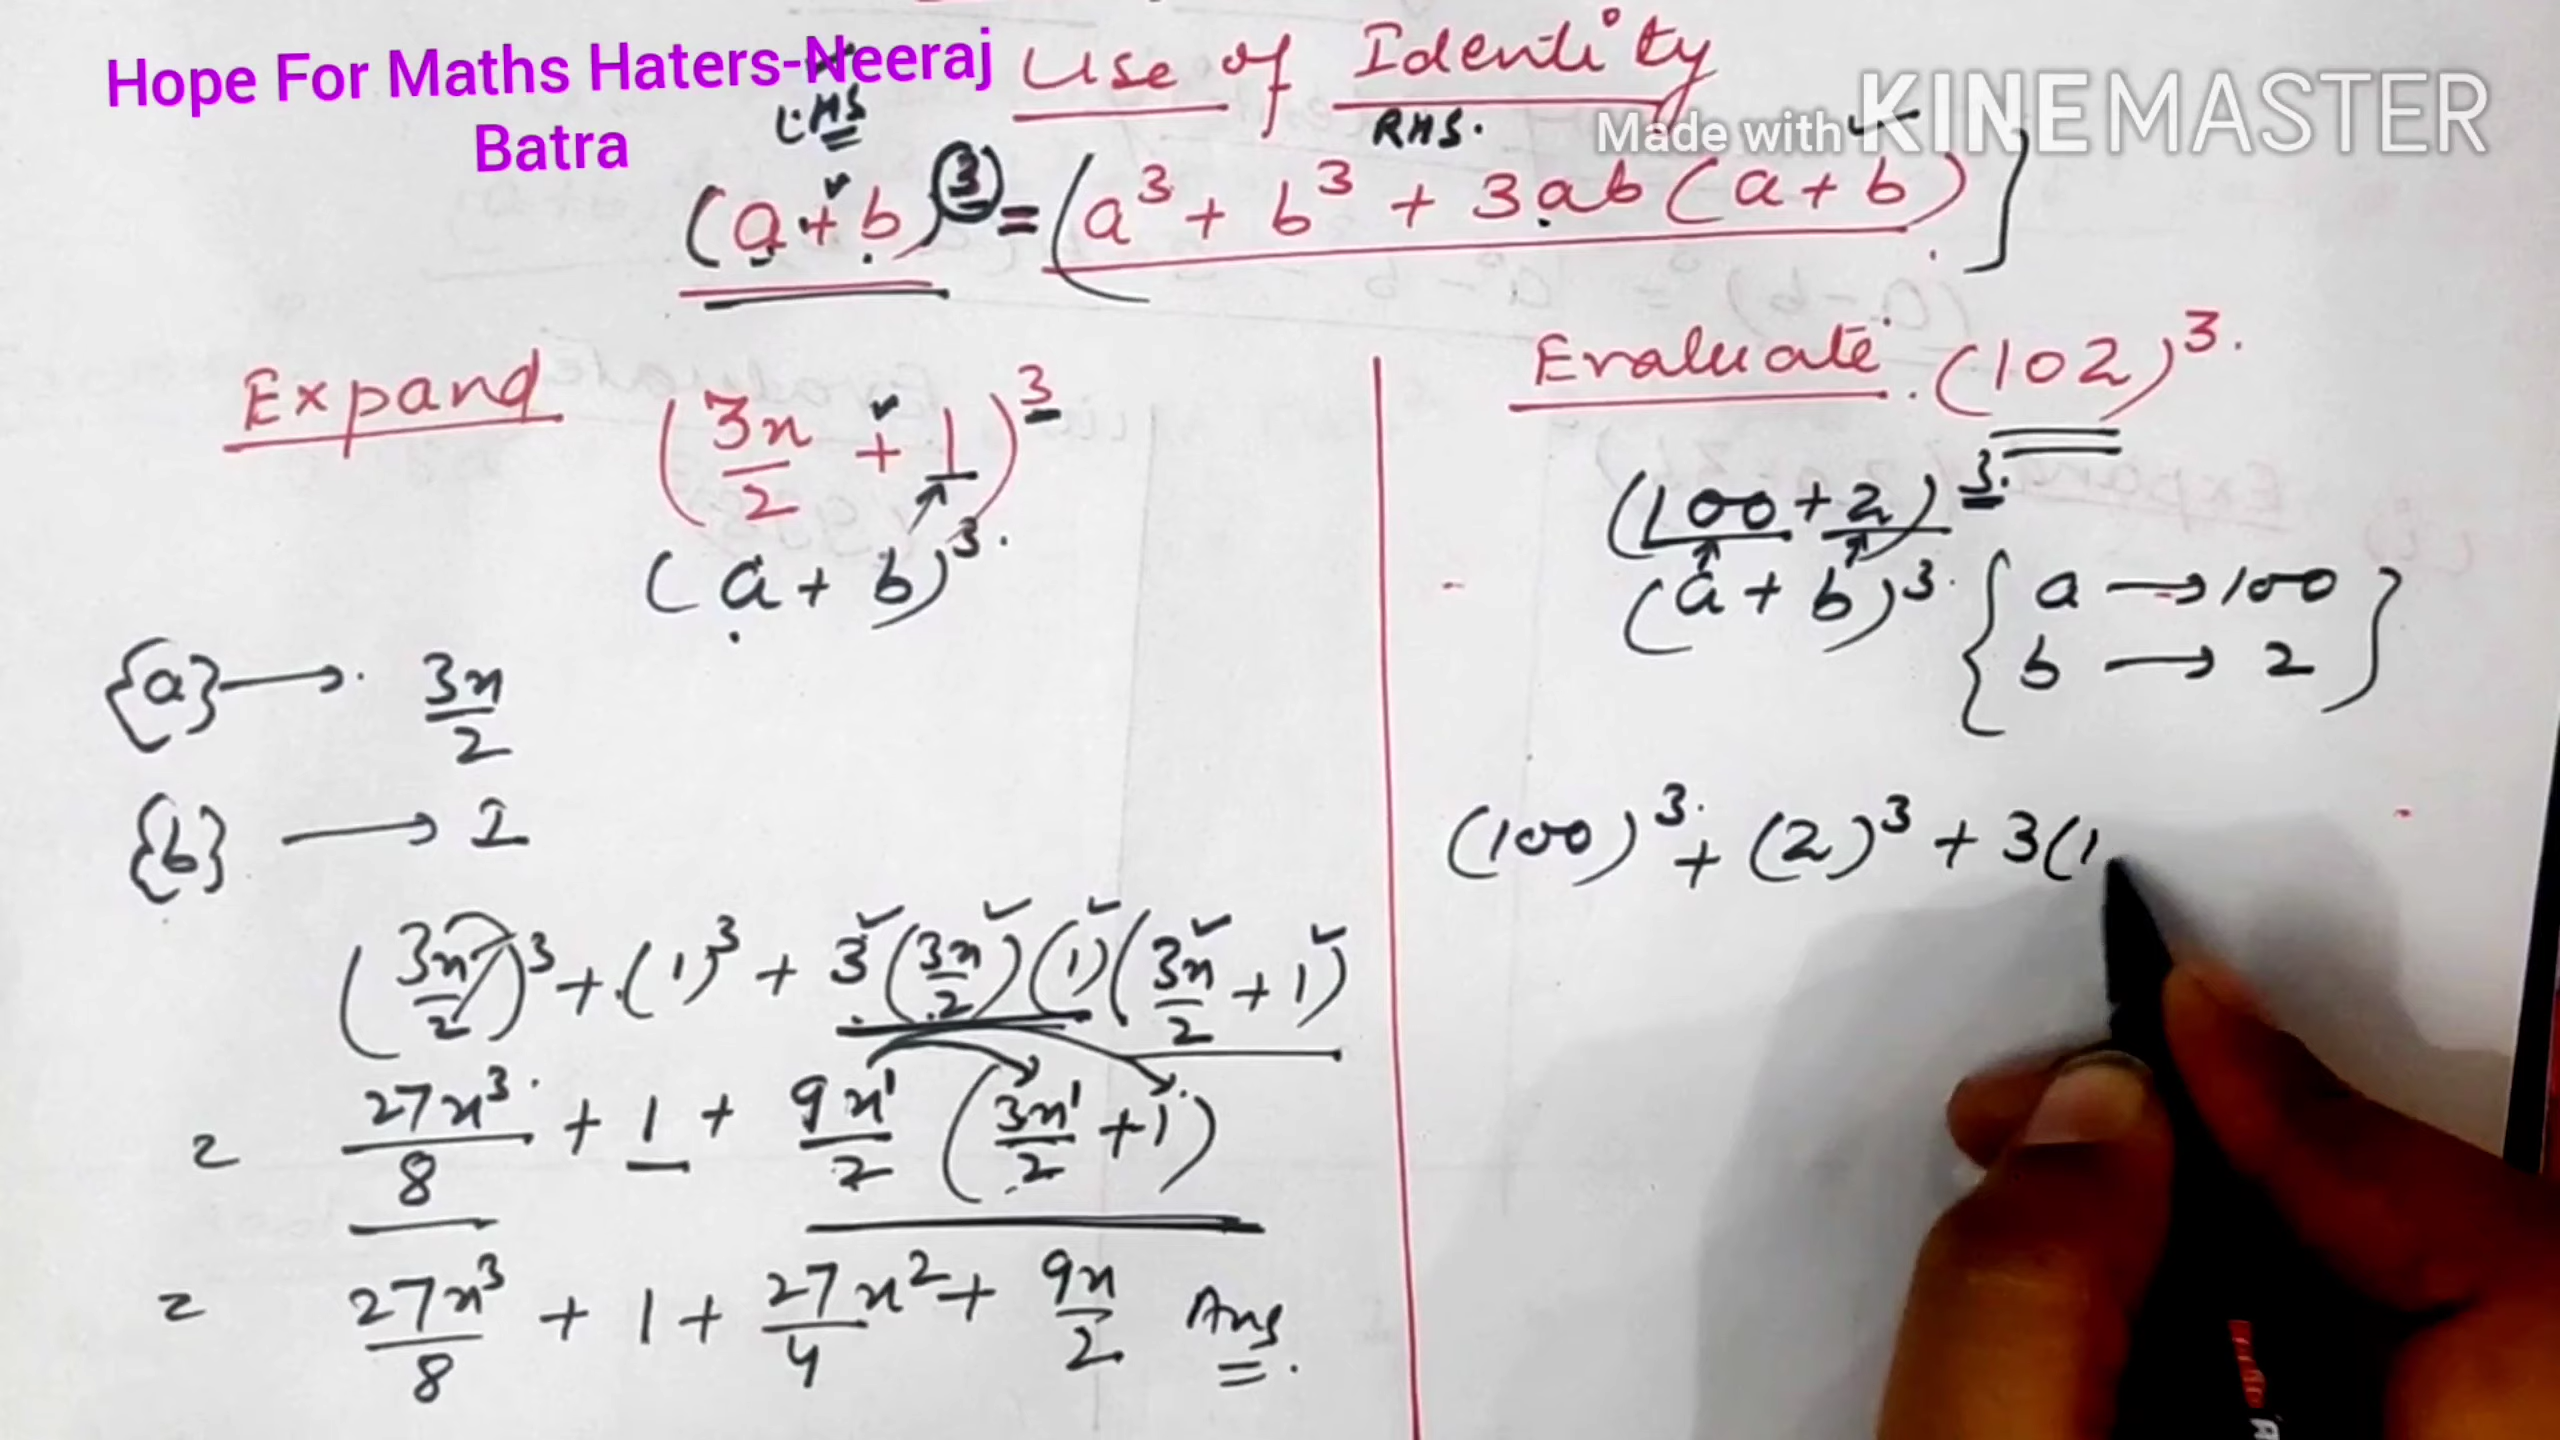 Hope For Maths Haters-Neeraj
Batra
Use of Identity
Made with KINEMASTER
LHS
RHS.
(a+b)³ = (a³ + b³ + 3ab(a+b)]
Expand (3x/2 + 1)³
(a + b)³.
{a} → 3x/2
{b} → 1
(3x/2)³ + (1)³ + 3(3x/2)(1)(3x/2 + 1)
= 27x³/8 + 1 + 9x¹/2 (3x¹/2 + 1)
= 27x³/8 + 1 + 27/4 x² + 9x/2 Ans
Evaluate. (102)³.
(100+2)³.
(a + b)³. { a → 100
b → 2 }
(100)³ + (2)³ + 3(1